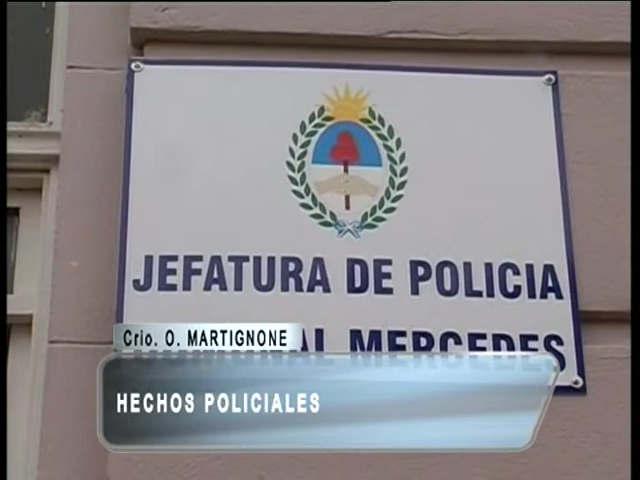 JEFATURA DE POLICIA
MERCEDES
Crio. O. MARTIGNONE
HECHOS POLICIALES